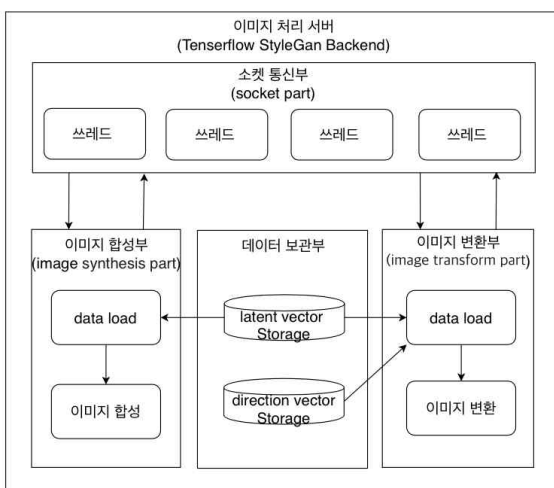 이미지 처리 서버
(Tenserflow StyleGan Backend)
소켓 통신부
(socket part)
쓰레드
쓰레드
쓰레드
쓰레드
이미지 합성부
(image synthesis part)
data load
이미지 합성
데이터 보관부
latent vector
Storage
direction vector
Storage
이미지 변환부
(image transform part)
data load
이미지 변환